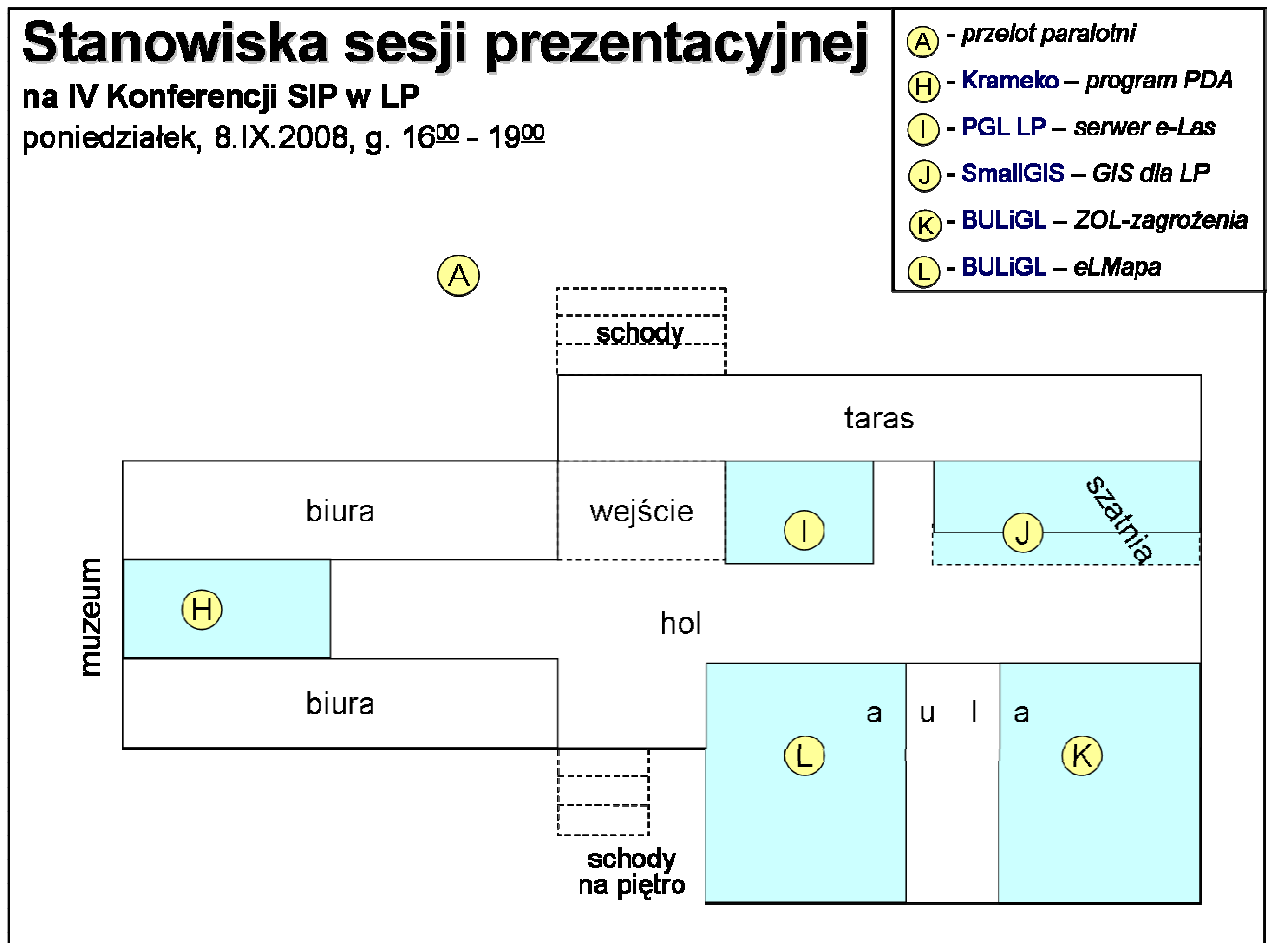 Stanowiska sesji prezentacyjnej
na IV Konferencji SIP w LP
poniedziałek, 8.IX.2008, g. 16⁰⁰ - 19⁰⁰
A - przelot paralotni
H - Krameko – program PDA
I - PGL LP – serwer e-Las
J - SmallGIS – GIS dla LP
K - BULiGL – ZOL-zagrożenia
L - BULiGL – eLMapa
A
schody
taras
biura
wejście
I
J
szatnia
muzeum
H
hol
biura
a u l a
L
K
schody
na piętro